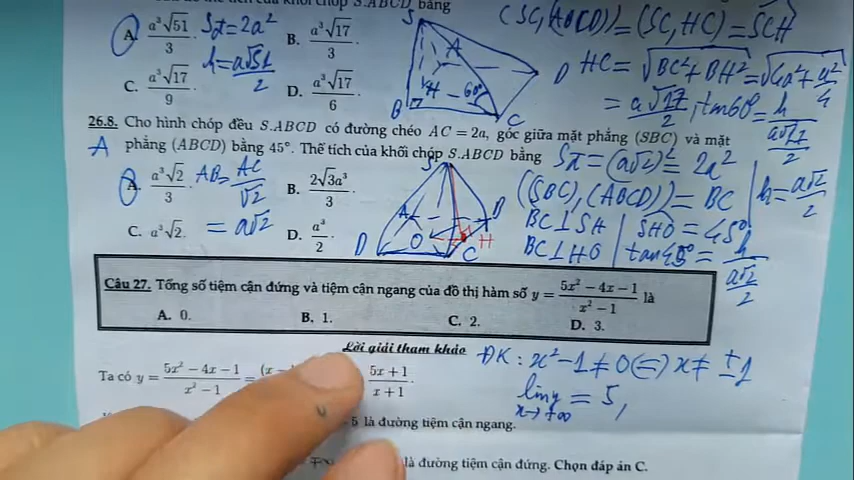 khối chóp S.ABCD bằng
A. a³√51/3 Sđ = 2a²
B. a³√17/3.
h = a√51/2
C. a³√17/9.
D. a³√17/6.
S A B C D H 60°
(SC,(ABCD)) = (SC,HC) = SCH
HC = √BC²+BH² = √4a²+a²/4
= a√17/2; tan60° = h/
26.8. Cho hình chóp đều S.ABCD có đường chéo AC = 2a, góc giữa mặt phẳng (SBC) và mặt
A phẳng (ABCD) bằng 45°. Thể tích của khối chóp S.ABCD bằng
A. a³√2/3 AB = AC/√2
B. 2√3a³/3.
= a√2
C. a³√2.
D. a³/2.
S A B C D O H
Sđ = (a√2)² = 2a²
((SBC),(ABCD)) = BC
BC⊥SH
BC⊥HO
SHO = 45°
tan45° = h/(a√2/2)
h = a√2/2
Câu 27. Tổng số tiệm cận đứng và tiệm cận ngang của đồ thị hàm số y = (5x² − 4x − 1)/(x² − 1) là
A. 0. B. 1. C. 2. D. 3.
Lời giải tham khảo
ĐK: x² − 1 ≠ 0 (=) x ≠ ±1
Ta có y = (5x² − 4x − 1)/(x² − 1) = (5x + 1)/(x + 1).
lim y = 5,
x→+∞
5 là đường tiệm cận ngang.
là đường tiệm cận đứng. Chọn đáp án C.